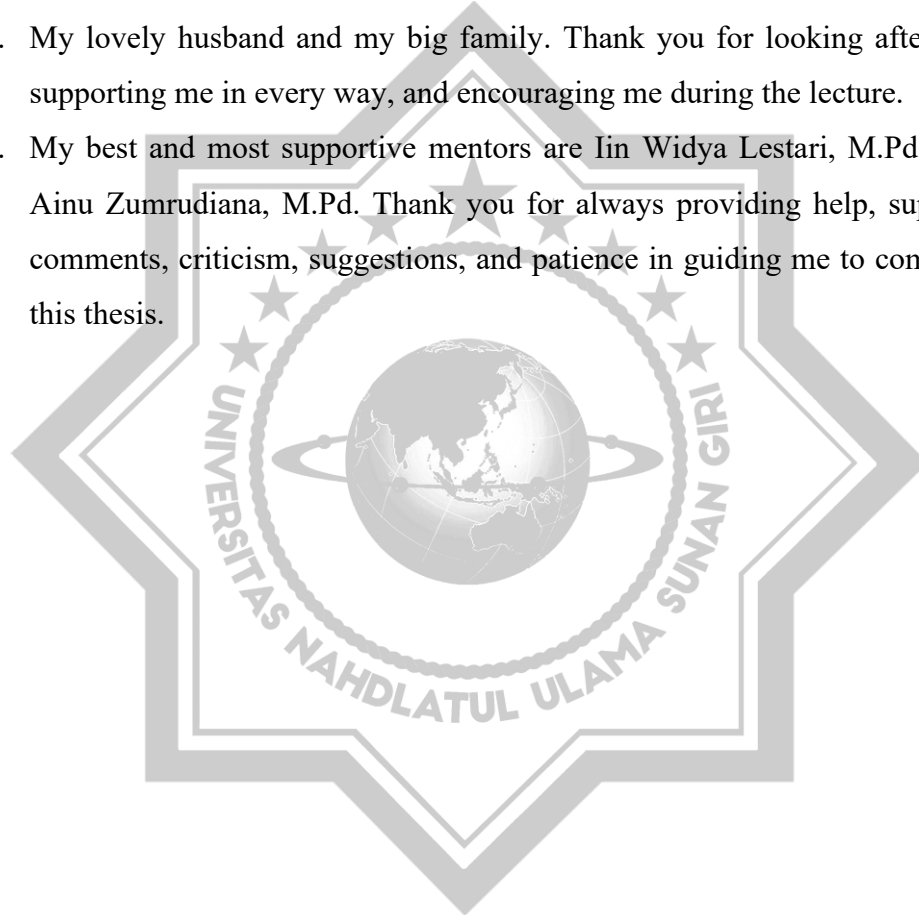 . My lovely husband and my big family. Thank you for looking afte
supporting me in every way, and encouraging me during the lecture.
. My best and most supportive mentors are Iin Widya Lestari, M.Pd
Ainu Zumrudiana, M.Pd. Thank you for always providing help, su
comments, criticism, suggestions, and patience in guiding me to com
this thesis.
UNIVERSITAS NAHDLATUL ULAMA SUNAN GIRI